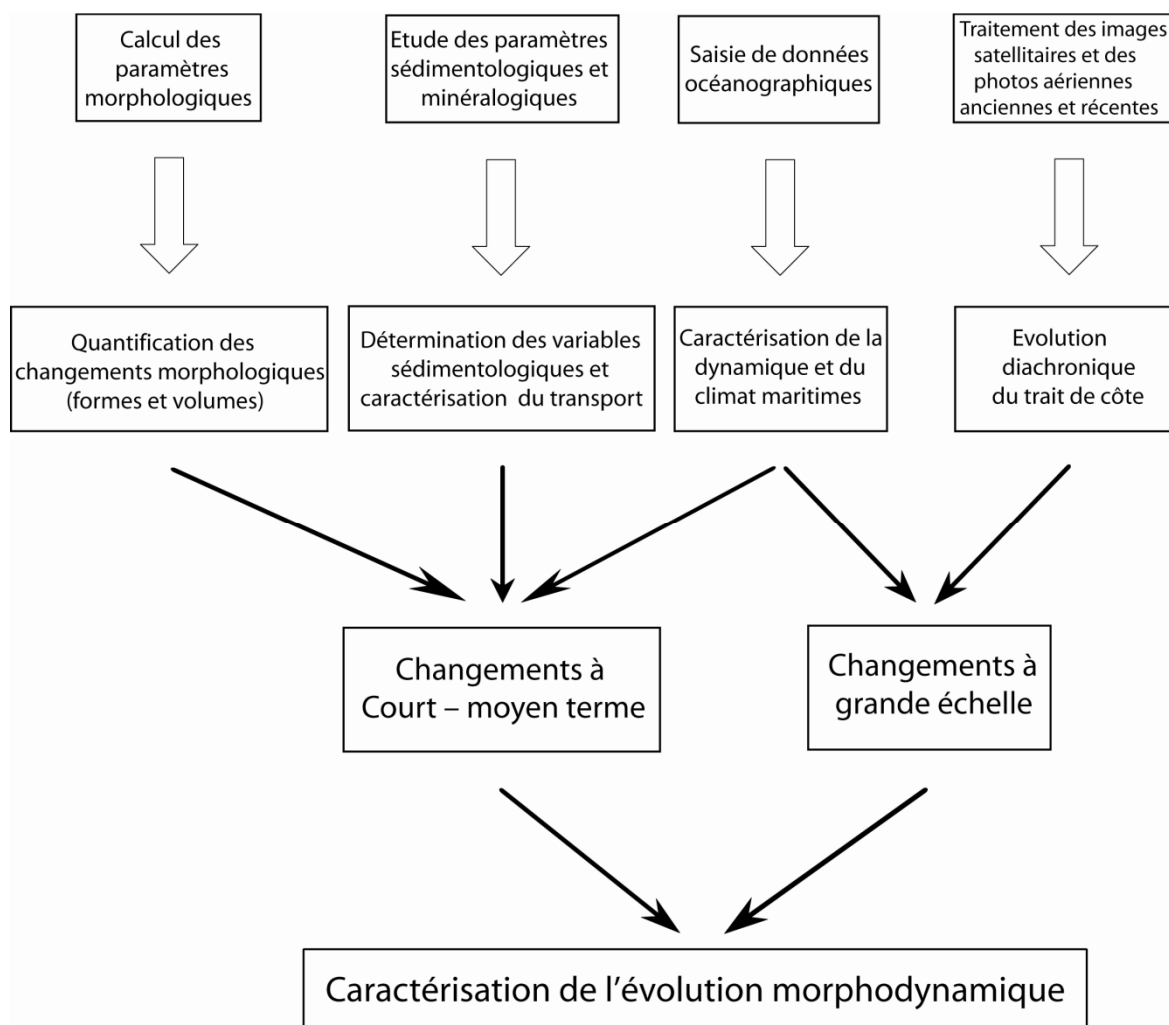 Calcul des
paramètres
morphologiques
Etude des paramètres
sédimentologiques et
minéralogiques
Saisie de données
océanographiques
Traitement des images
satellitaires et des
photos aériennes
anciennes et récentes
Quantification des
changements morphologiques
(formes et volumes)
Détermination des variables
sédimentologiques et
caractérisation du transport
Caractérisation de la
dynamique et du
climat maritimes
Evolution
diachronique
du trait de côte
Changements à
Court – moyen terme
Changements à
grande échelle
Caractérisation de l'évolution morphodynamique